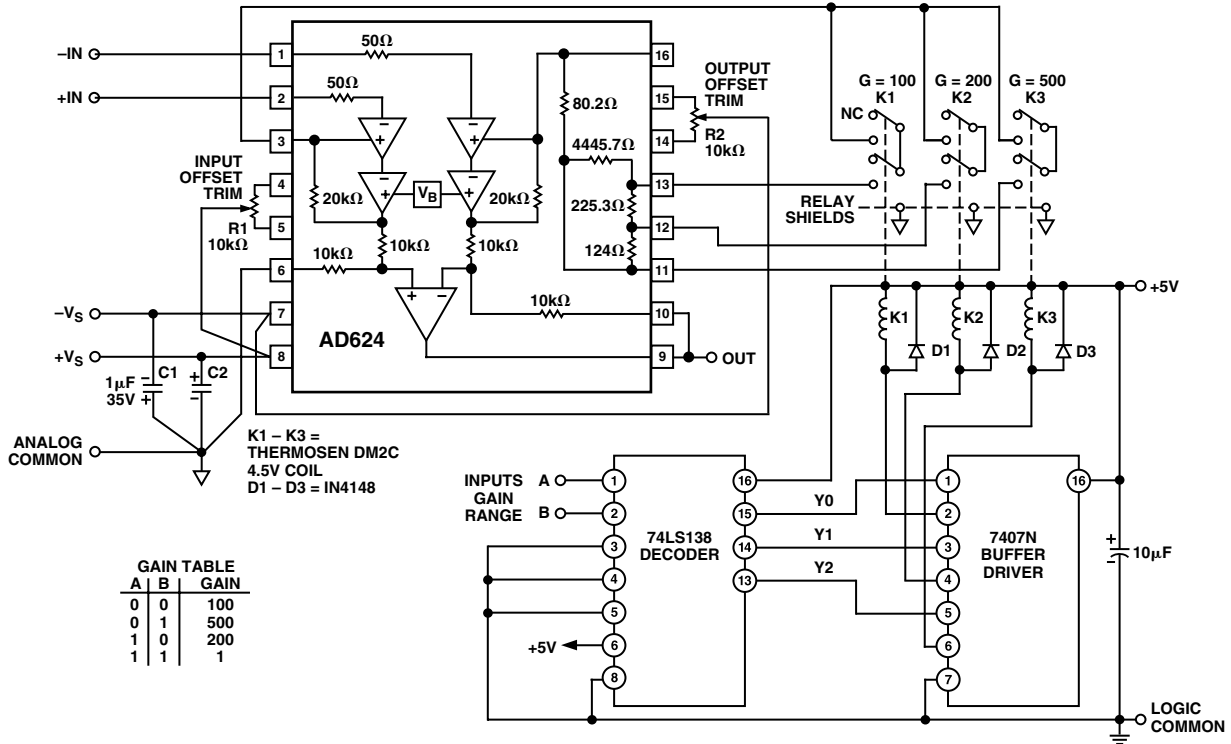 –IN
+IN
1
50Ω
2
50Ω
3
INPUT
OFFSET
TRIM
4
5
R1
10kΩ
20kΩ
VB
20kΩ
10kΩ
10kΩ
6
10kΩ
–VS
7
+VS
8
AD624
10kΩ
16
80.2Ω
15
14
4445.7Ω
13
225.3Ω
12
124Ω
11
10
9
OUT
OUTPUT
OFFSET
TRIM
R2
10kΩ
G = 100
K1
G = 200
K2
G = 500
K3
NC
RELAY
SHIELDS
+5V
K1
D1
K2
D2
K3
D3
C1
C2
1µF
35V
ANALOG
COMMON
K1 – K3 =
THERMOSEN DM2C
4.5V COIL
D1 – D3 = IN4148
INPUTS
GAIN
RANGE
A
B
1
2
3
4
5
6
8
+5V
74LS138
DECODER
16
15
14
13
Y0
Y1
Y2
1
2
3
4
5
6
7
7407N
BUFFER
DRIVER
16
10µF
LOGIC
COMMON
GAIN TABLE
A B GAIN
0 0 100
0 1 500
1 0 200
1 1 1